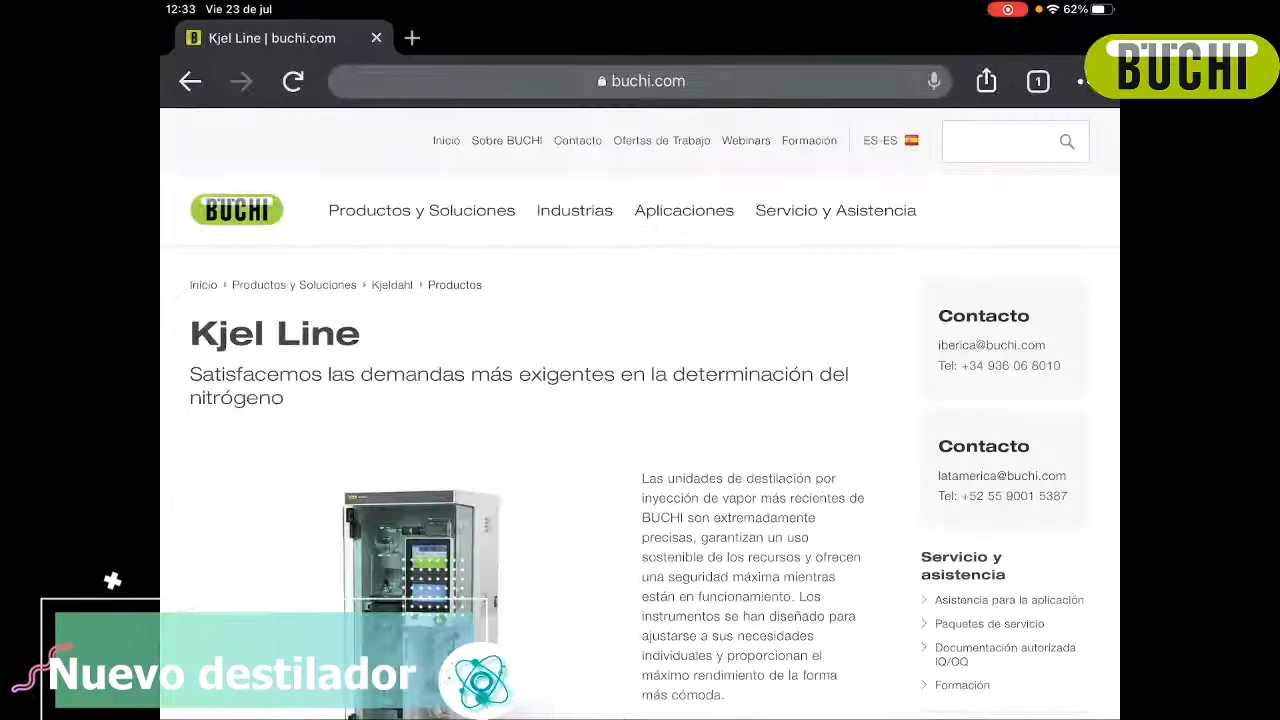 12:33 Vie 23 de jul
62%
Kjel Line | buchi.com
buchi.com
1
BUCHI
Inicio Sobre BUCHI Contacto Ofertas de Trabajo Webinars Formación ES-ES
BUCHI
Productos y Soluciones Industrias Aplicaciones Servicio y Asistencia
Inicio › Productos y Soluciones › Kjeldahl › Productos
Kjel Line
Satisfacemos las demandas más exigentes en la determinación del
nitrógeno
Las unidades de destilación por
inyección de vapor más recientes de
BUCHI son extremadamente
precisas, garantizan un uso
sostenible de los recursos y ofrecen
una seguridad máxima mientras
están en funcionamiento. Los
instrumentos se han diseñado para
ajustarse a sus necesidades
individuales y proporcionan el
máximo rendimiento de la forma
más cómoda.
Contacto
iberica@buchi.com
Tel: +34 936 06 8010
Contacto
latamerica@buchi.com
Tel: +52 55 9001 5387
Servicio y
asistencia
Asistencia para la aplicación
Paquetes de servicio
Documentación autorizada
IQ/OQ
Formación
Nuevo destilador